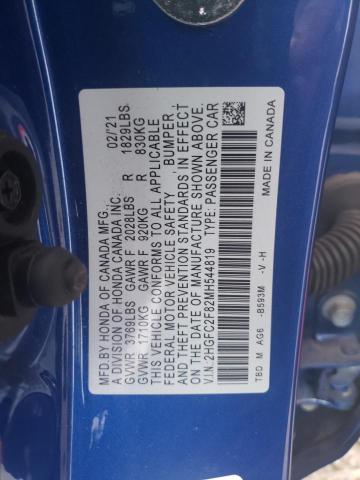 MFD.BY HONDA OF CANADA MFG. 02/'21
A DIVISION OF HONDA CANADA INC.
GVWR 3769LBS GAWR F 2028LBS R 1829LBS.
GVWR 1710KG GAWR F 920KG R 830KG
THIS VEHICLE CONFORMS TO ALL APPLICABLE
FEDERAL MOTOR VEHICLE SAFETY, BUMPER,
AND THEFT PREVENTION STANDARDS IN EFFECT
ON THE DATE OF MANUFACTURE SHOWN ABOVE.
V.I.N. 2HGFC2F82MH544819 TYPE: PASSENGER CAR
TBD M AG6 -B593M -V -H MADE IN CANADA